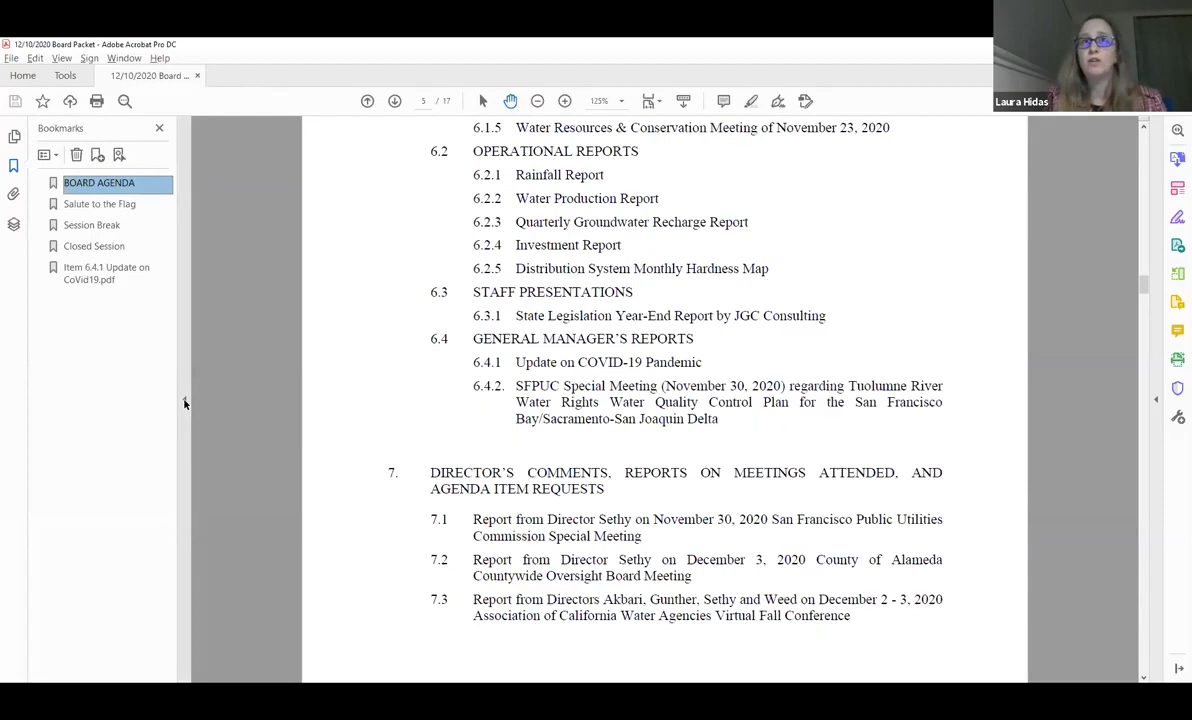 12/10/2020 Board Packet - Adobe Acrobat Pro DC
File Edit View Sign Window Help
Home Tools 12/10/2020 Board ... ×
5 / 17 125%
Laura Hidas
Bookmarks
BOARD AGENDA
Salute to the Flag
Session Break
Closed Session
Item 6.4.1 Update on
CoVid19.pdf
6.1.5 Water Resources & Conservation Meeting of November 23, 2020
6.2 OPERATIONAL REPORTS
6.2.1 Rainfall Report
6.2.2 Water Production Report
6.2.3 Quarterly Groundwater Recharge Report
6.2.4 Investment Report
6.2.5 Distribution System Monthly Hardness Map
6.3 STAFF PRESENTATIONS
6.3.1 State Legislation Year-End Report by JGC Consulting
6.4 GENERAL MANAGER'S REPORTS
6.4.1 Update on COVID-19 Pandemic
6.4.2. SFPUC Special Meeting (November 30, 2020) regarding Tuolumne River
Water Rights Water Quality Control Plan for the San Francisco
Bay/Sacramento-San Joaquin Delta
7. DIRECTOR'S COMMENTS, REPORTS ON MEETINGS ATTENDED, AND
AGENDA ITEM REQUESTS
7.1 Report from Director Sethy on November 30, 2020 San Francisco Public Utilities
Commission Special Meeting
7.2 Report from Director Sethy on December 3, 2020 County of Alameda
Countywide Oversight Board Meeting
7.3 Report from Directors Akbari, Gunther, Sethy and Weed on December 2 - 3, 2020
Association of California Water Agencies Virtual Fall Conference